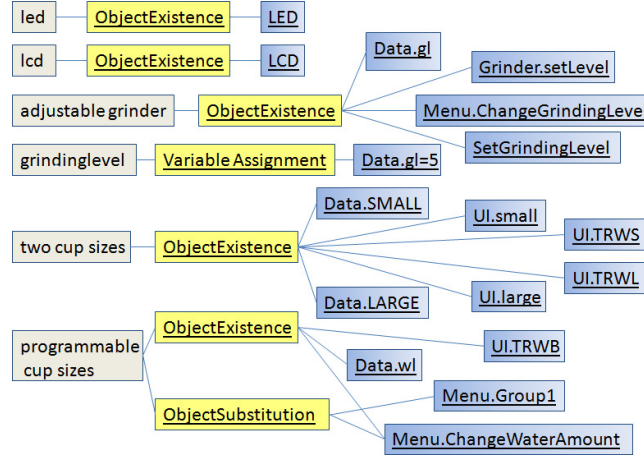 led
ObjectExistence
LED
lcd
ObjectExistence
LCD
Data.gl
Grinder.setLevel
adjustable grinder
ObjectExistence
Menu.ChangeGrindingLeve
SetGrindingLevel
grindinglevel
Variable Assignment
Data.gl=5
Data.SMALL
UI.small
UI.TRWS
two cup sizes
ObjectExistence
UI.TRWL
Data.LARGE
UI.large
ObjectExistence
programmable
cup sizes
UI.TRWB
Data.wl
Menu.Group1
ObjectSubstitution
Menu.ChangeWaterAmount